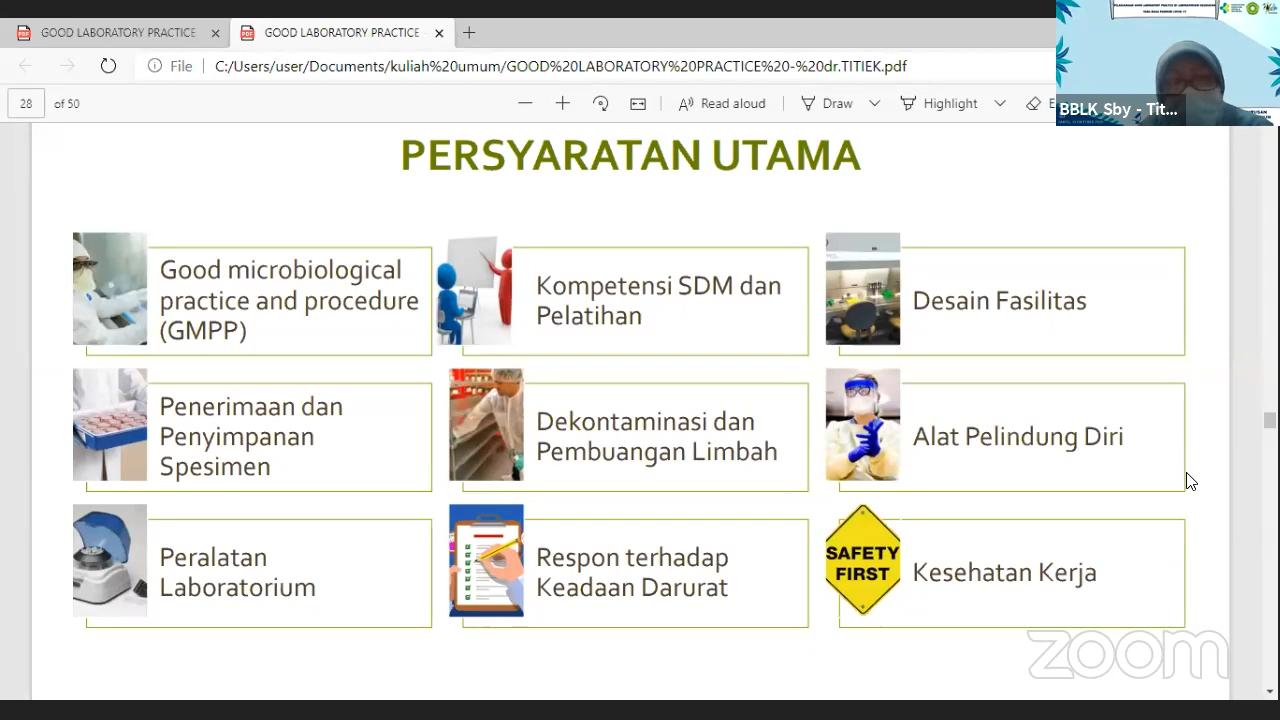 GOOD LABORATORY PRACTICE
GOOD LABORATORY PRACTICE
File
C:/Users/user/Documents/kuliah%20umum/GOOD%20LABORATORY%20PRACTICE%20-%20dr.TITIEK.pdf
28 of 50
Read aloud
Draw
Highlight
BBLK Sby - Tit...
PERSYARATAN UTAMA
Good microbiological
practice and procedure
(GMPP)
Kompetensi SDM dan
Pelatihan
Desain Fasilitas
Penerimaan dan
Penyimpanan
Spesimen
Dekontaminasi dan
Pembuangan Limbah
Alat Pelindung Diri
Peralatan
Laboratorium
Respon terhadap
Keadaan Darurat
SAFETY
FIRST
Kesehatan Kerja
zoom